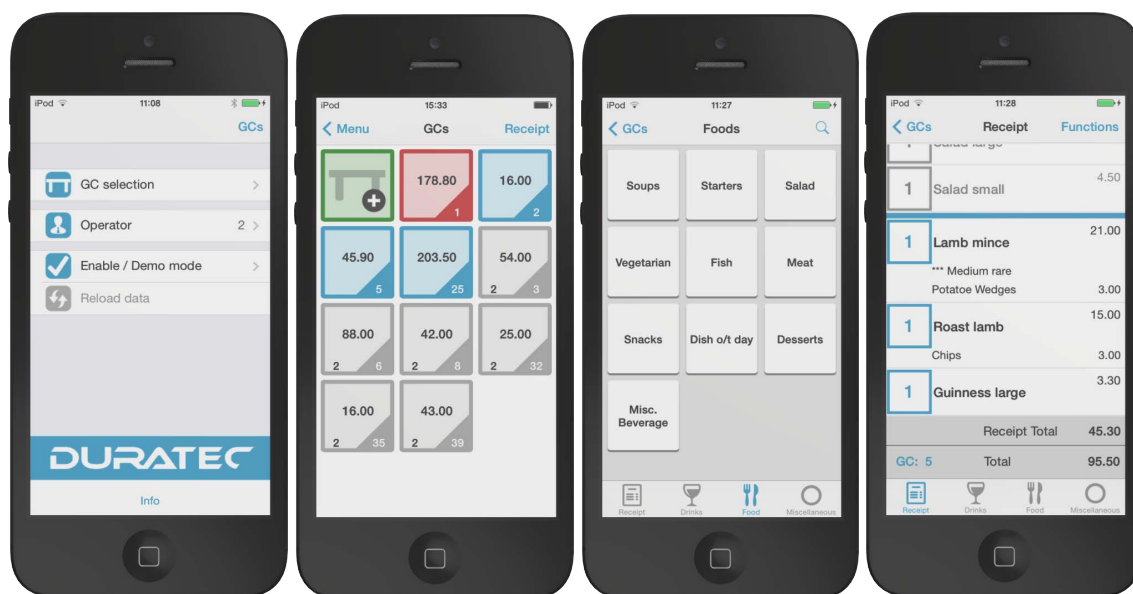 iPod 11:08
GCs
GC selection
Operator 2
Enable / Demo mode
Reload data
DURATEC
Info
iPod 15:33
Menu GCs Receipt
178.80 16.00
1 2
45.90 203.50 54.00
5 25 2 3
88.00 42.00 25.00
2 6 2 8 2 32
16.00 43.00
2 35 2 39
iPod 11:27
GCs Foods
Soups Starters Salad
Vegetarian Fish Meat
Snacks Dish o/t day Desserts
Misc.
Beverage
Receipt Drinks Food Miscellaneous
iPod 11:28
GCs Receipt Functions
1 Salad large
1 Salad small 4.50
1 Lamb mince 21.00
*** Medium rare
Potatoe Wedges 3.00
1 Roast lamb 15.00
Chips 3.00
1 Guinness large 3.30
Receipt Total 45.30
GC: 5 Total 95.50
Receipt Drinks Food Miscellaneous